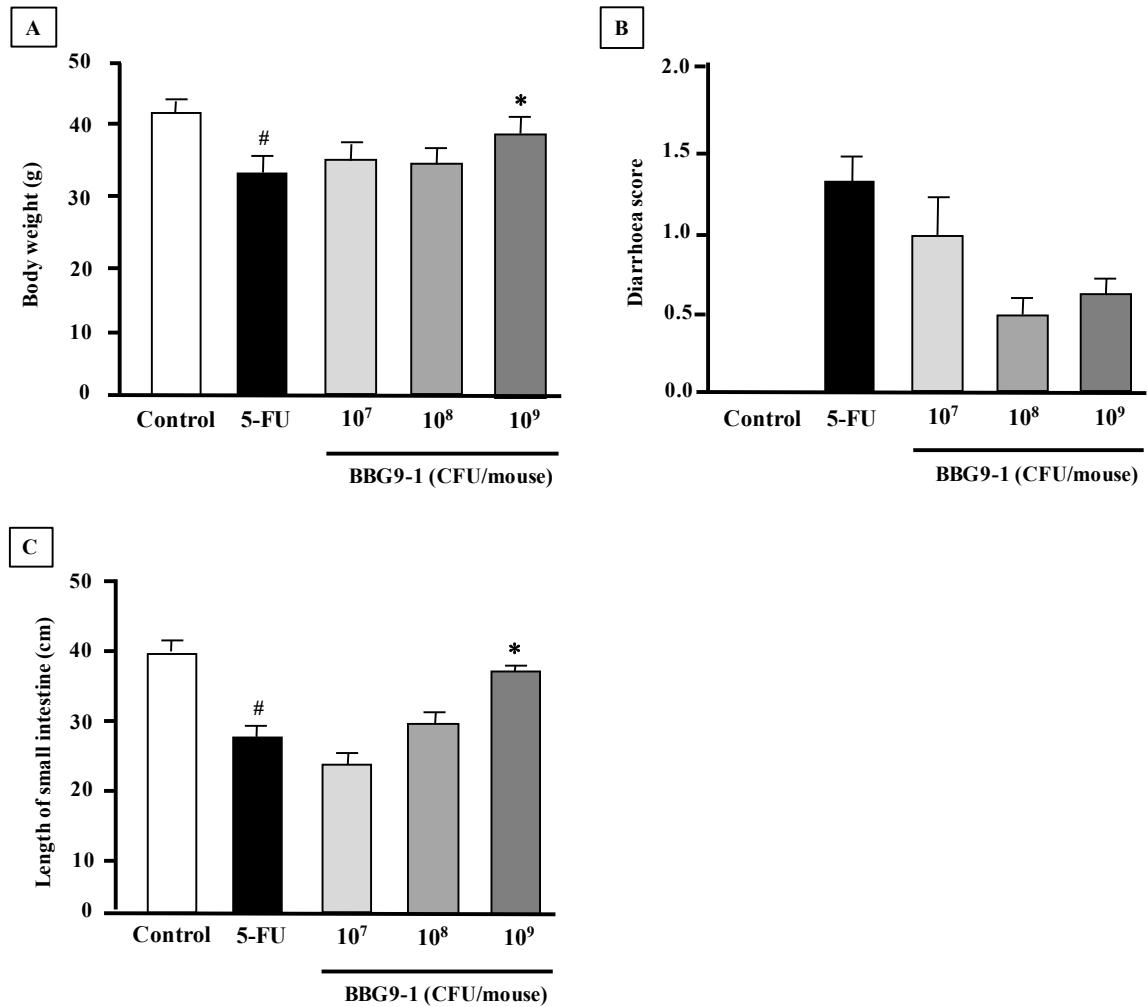 A
Body weight (g)
50
40
30
20
10
0
#
*
Control 5-FU 10⁷ 10⁸ 10⁹
BBG9-1 (CFU/mouse)
B
Diarrhoea score
2.0
1.5
1.0
0.5
0.0
Control 5-FU 10⁷ 10⁸ 10⁹
BBG9-1 (CFU/mouse)
C
Length of small intestine (cm)
50
40
30
20
10
0
#
*
Control 5-FU 10⁷ 10⁸ 10⁹
BBG9-1 (CFU/mouse)